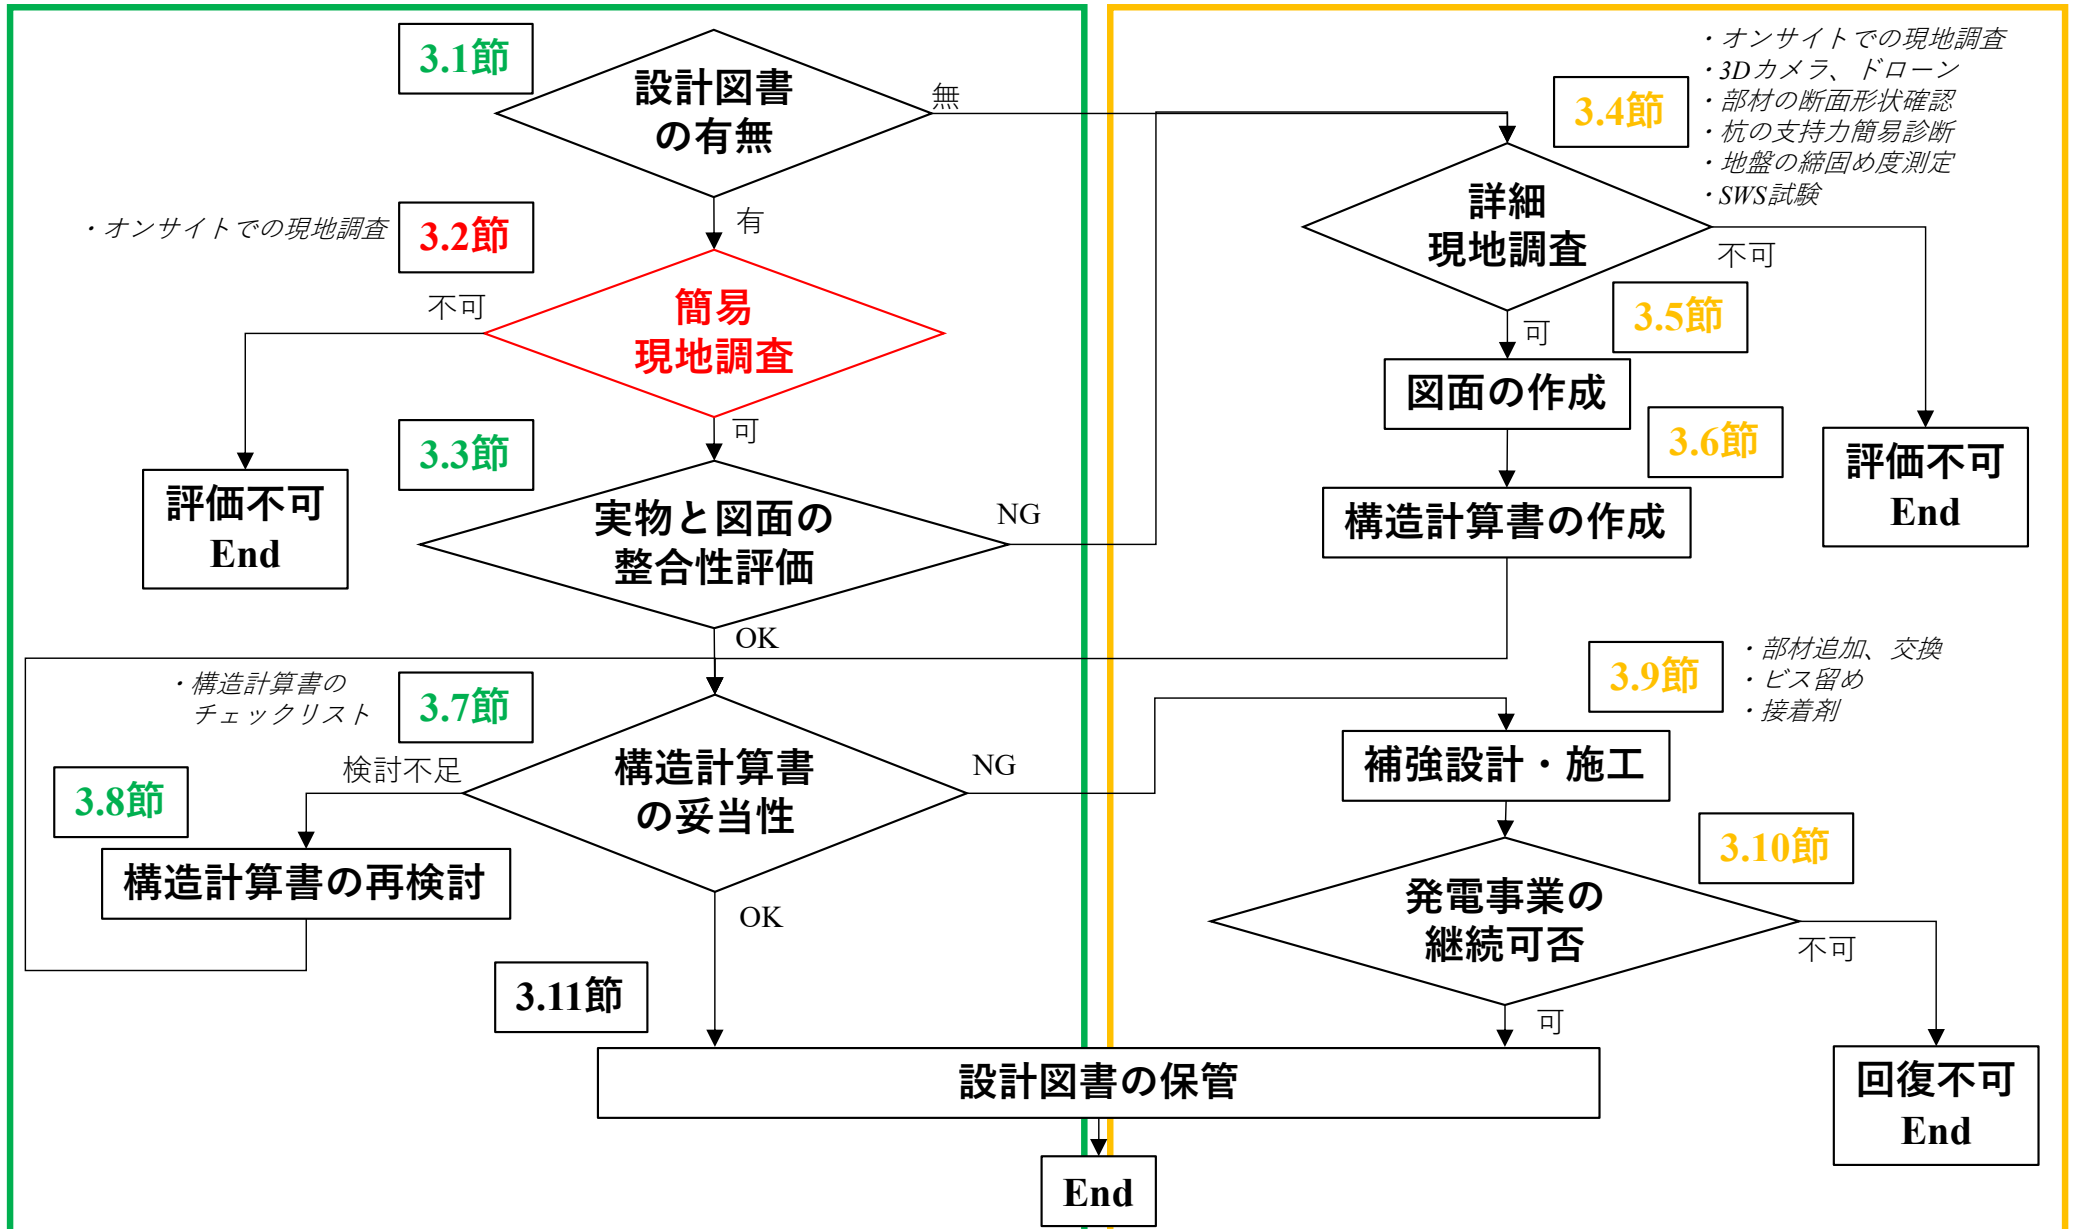 3.1節
設計図書
の有無
無
有
・オンサイトでの現地調査
3.2節
簡易
現地調査
不可
可
評価不可
End
3.3節
実物と図面の
整合性評価
NG
OK
・オンサイトでの現地調査
・3Dカメラ、ドローン
・部材の断面形状確認
・杭の支持力簡易診断
・地盤の締固め度測定
・SWS試験
3.4節
詳細
現地調査
不可
可
評価不可
End
3.5節
図面の作成
3.6節
構造計算書の作成
・構造計算書の
チェックリスト
3.7節
構造計算書
の妥当性
検討不足
NG
OK
3.8節
構造計算書の再検討
3.9節
・部材追加、交換
・ビス留め
・接着剤
補強設計・施工
3.10節
発電事業の
継続可否
不可
可
回復不可
End
3.11節
設計図書の保管
End